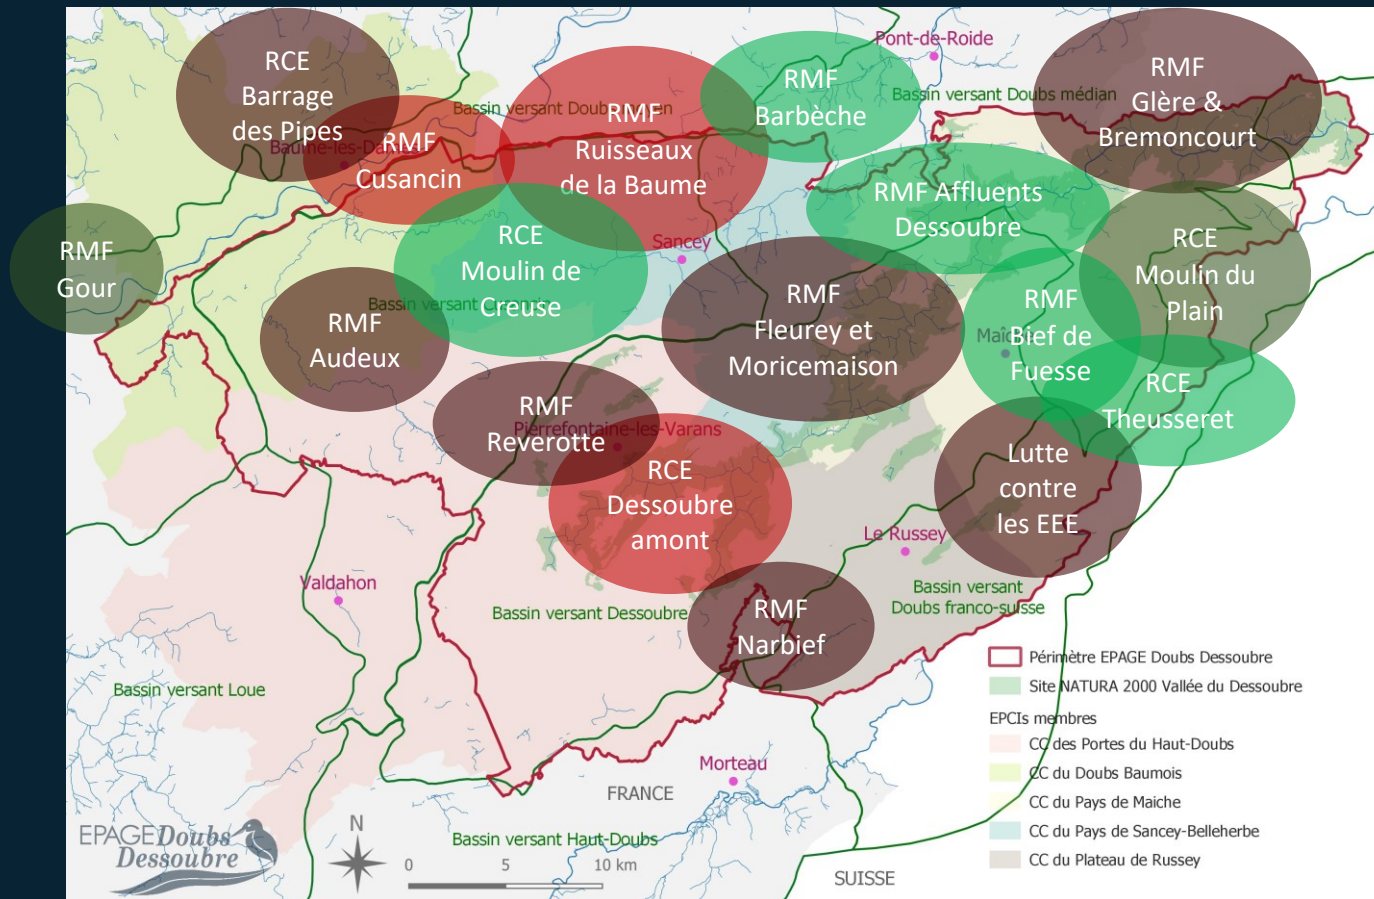 RCE
Barrage
des Pipes
RMF
Cusancin
RMF
Ruisseaux
de la Baume
RMF
Barbèche
RMF
Glère &
Bremoncourt
Pont-de-Roide
Bassin versant Doubs médian
Bassin versant Doubs
RMF
Gour
RMF
Audeux
RCE
Moulin de
Creuse
Sancey
RMF Affluents
Dessoubre
RCE
Moulin du
Plain
RMF
Fleurey et
Moricemaison
RMF
Bief de
Fuesse
RCE
Theusseret
RMF
Reverotte
Pierrefontaine-les-Varans
RCE
Dessoubre
amont
Lutte
contre
les EEE
Le Russey
RMF
Narbief
Valdahon
Bassin versant Dessoubre
Bassin versant
Doubs franco-suisse
Bassin versant Loue
Morteau
FRANCE
Bassin versant Haut-Doubs
SUISSE
Périmètre EPAGE Doubs Dessoubre
Site NATURA 2000 Vallée du Dessoubre
EPCIs membres
CC des Portes du Haut-Doubs
CC du Doubs Baumois
CC du Pays de Maiche
CC du Pays de Sancey-Belleherbe
CC du Plateau de Russey
EPAGE Doubs
Dessoubre
N
0 5 10 km